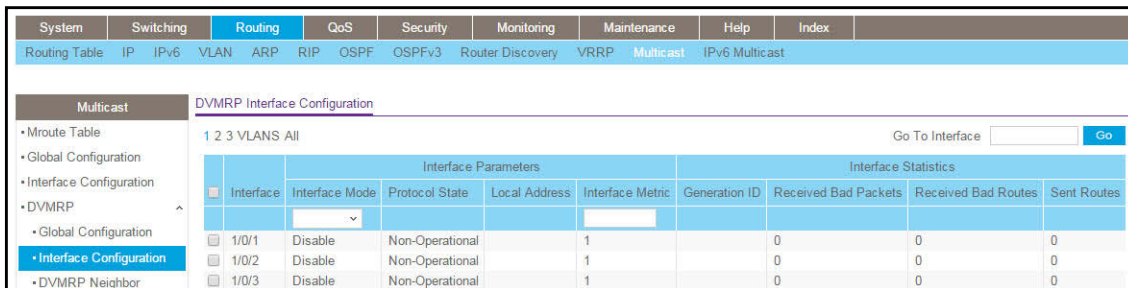 System Switching Routing QoS Security Monitoring Maintenance Help Index
Routing Table IP IPv6 VLAN ARP RIP OSPF OSPFv3 Router Discovery VRRP Multicast IPv6 Multicast
Multicast
• Mroute Table
• Global Configuration
• Interface Configuration
• DVMRP
• Global Configuration
• Interface Configuration
• DVMRP Neighbor
DVMRP Interface Configuration
1 2 3 VLANS All Go To Interface Go
Interface Parameters Interface Statistics
Interface Interface Mode Protocol State Local Address Interface Metric Generation ID Received Bad Packets Received Bad Routes Sent Routes
1/0/1 Disable Non-Operational 1 0 0 0
1/0/2 Disable Non-Operational 1 0 0 0
1/0/3 Disable Non-Operational 1 0 0 0